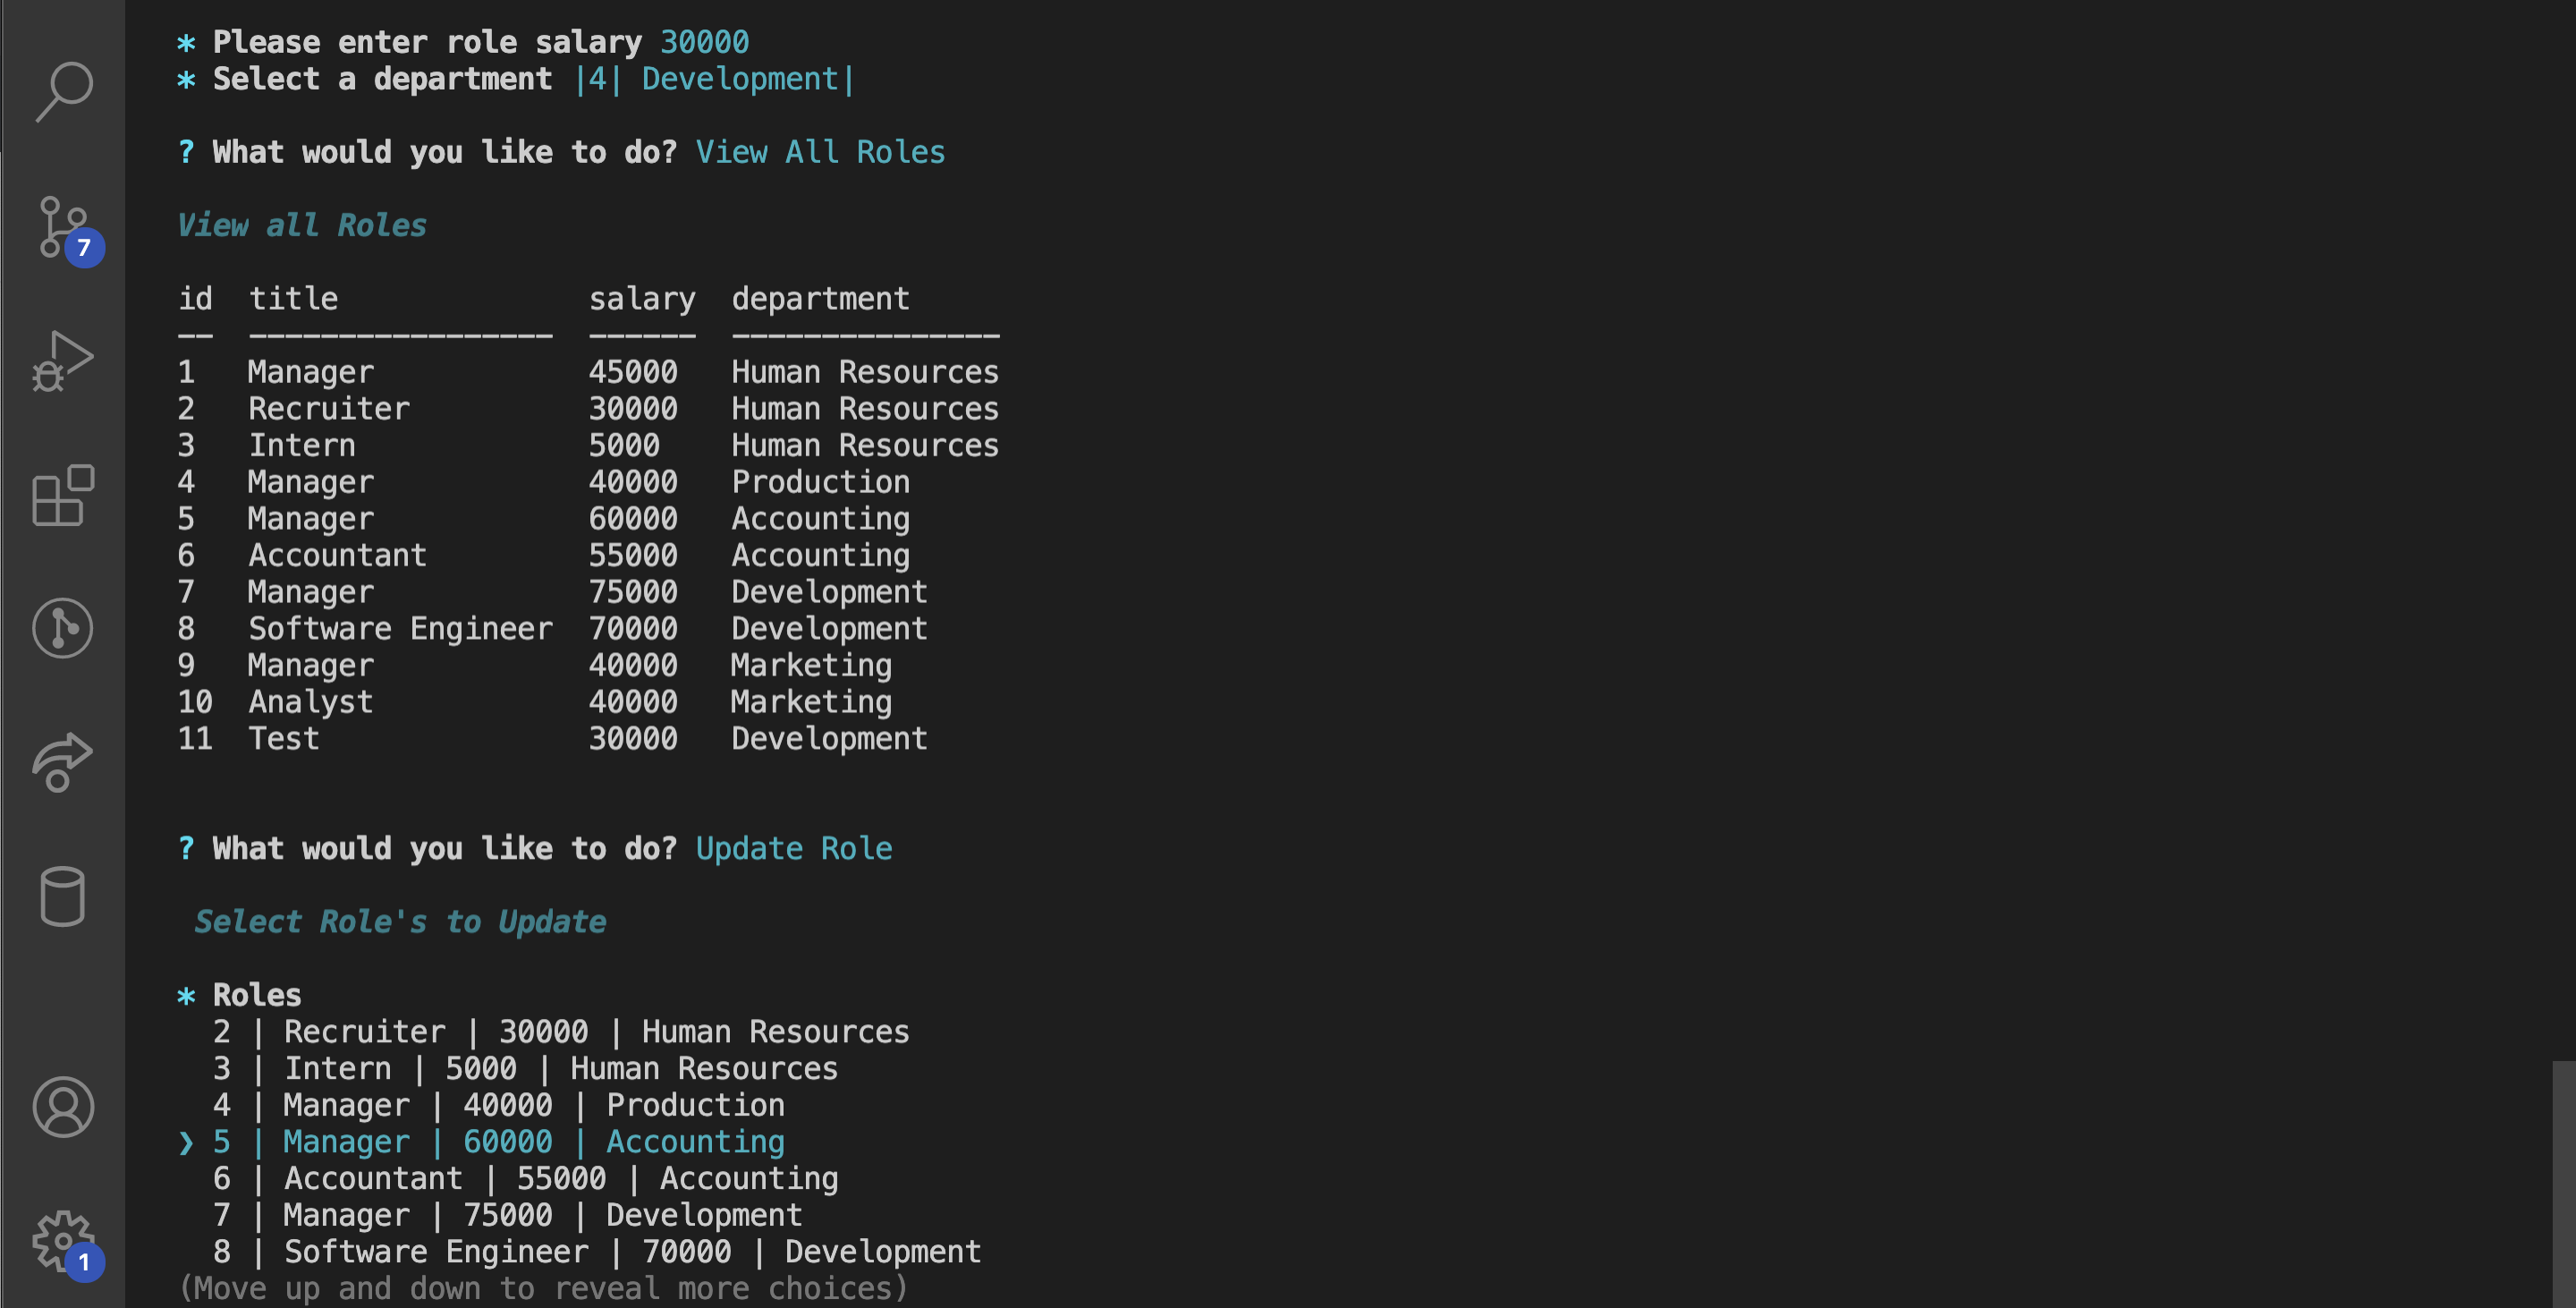 * Please enter role salary 30000
* Select a department |4| Development|
? What would you like to do? View All Roles
View all Roles
id  title              salary  department
--  -----------------  ------  ---------------
1   Manager            45000   Human Resources
2   Recruiter          30000   Human Resources
3   Intern             5000    Human Resources
4   Manager            40000   Production
5   Manager            60000   Accounting
6   Accountant         55000   Accounting
7   Manager            75000   Development
8   Software Engineer  70000   Development
9   Manager            40000   Marketing
10  Analyst            40000   Marketing
11  Test               30000   Development
? What would you like to do? Update Role
Select Role's to Update
* Roles
2 | Recruiter | 30000 | Human Resources
3 | Intern | 5000 | Human Resources
4 | Manager | 40000 | Production
❯ 5 | Manager | 60000 | Accounting
6 | Accountant | 55000 | Accounting
7 | Manager | 75000 | Development
8 | Software Engineer | 70000 | Development
(Move up and down to reveal more choices)
7
1